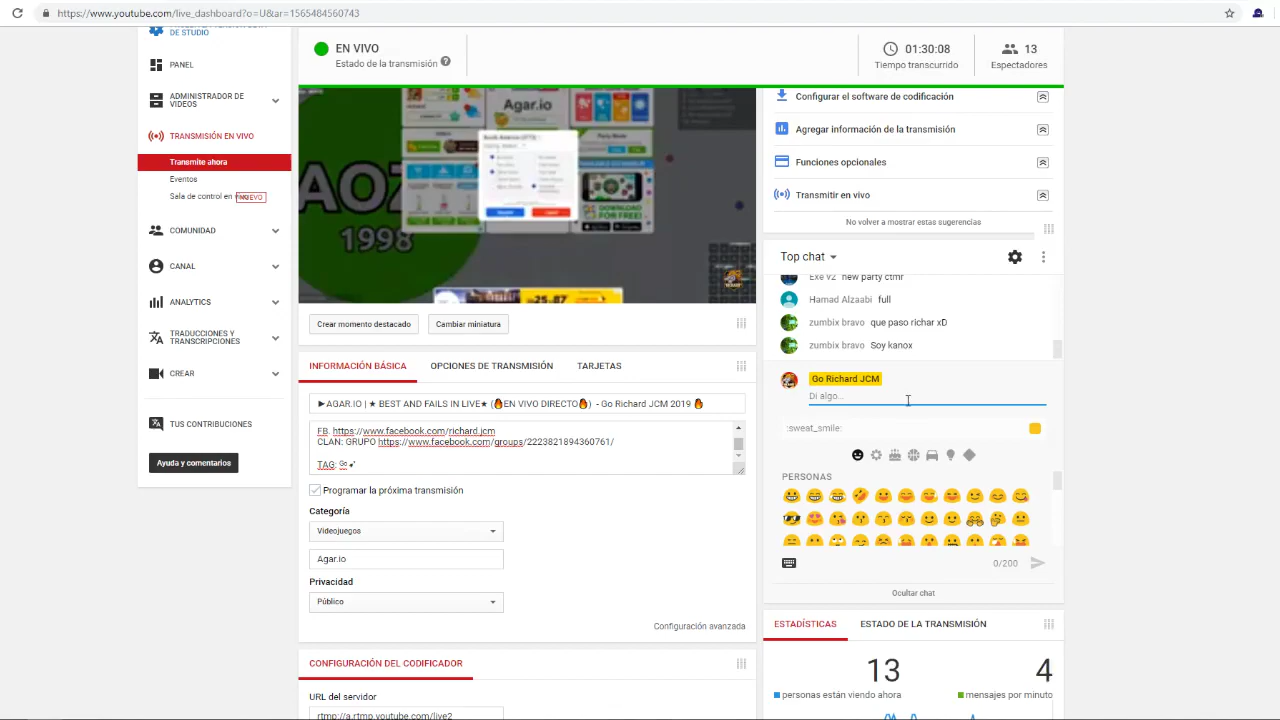 https://www.youtube.com/live_dashboard?o=U&ar=1565484560743
DE STUDIO
PANEL
ADMINISTRADOR DE
VIDEOS
TRANSMISIÓN EN VIVO
Transmite ahora
Eventos
Sala de control en
NUEVO
COMUNIDAD
CANAL
ANALYTICS
TRADUCCIONES Y
TRANSCRIPCIONES
CREAR
TUS CONTRIBUCIONES
Ayuda y comentarios
EN VIVO
Estado de la transmisión
01:30:08
Tiempo transcurrido
13
Espectadores
Agar.io
1998
DOWNLOAD
FOR FREE!
Crear momento destacado
Cambiar miniatura
INFORMACIÓN BÁSICA
OPCIONES DE TRANSMISIÓN
TARJETAS
►AGAR.IO | ★ BEST AND FAILS IN LIVE★ (🔥EN VIVO DIRECTO🔥) - Go Richard JCM 2019 🔥
FB. https://www.facebook.com/richard.jcm
CLAN: GRUPO https://www.facebook.com/groups/2223821894360761/
TAG: G๏➶
Programar la próxima transmisión
Categoría
Videojuegos
Agar.io
Privacidad
Público
Configuración avanzada
CONFIGURACIÓN DEL CODIFICADOR
URL del servidor
rtmp://a.rtmp.youtube.com/live2
Configurar el software de codificación
Agregar información de la transmisión
Funciones opcionales
Transmitir en vivo
No volver a mostrar estas sugerencias
Top chat
Exe V2 new party ctmr
Hamad Alzaabi full
zumbix bravo que paso richar xD
zumbix bravo Soy kanox
Go Richard JCM
Di algo...
:sweat_smile:
PERSONAS
0/200
Ocultar chat
ESTADÍSTICAS
ESTADO DE LA TRANSMISIÓN
13
personas están viendo ahora
4
mensajes por minuto